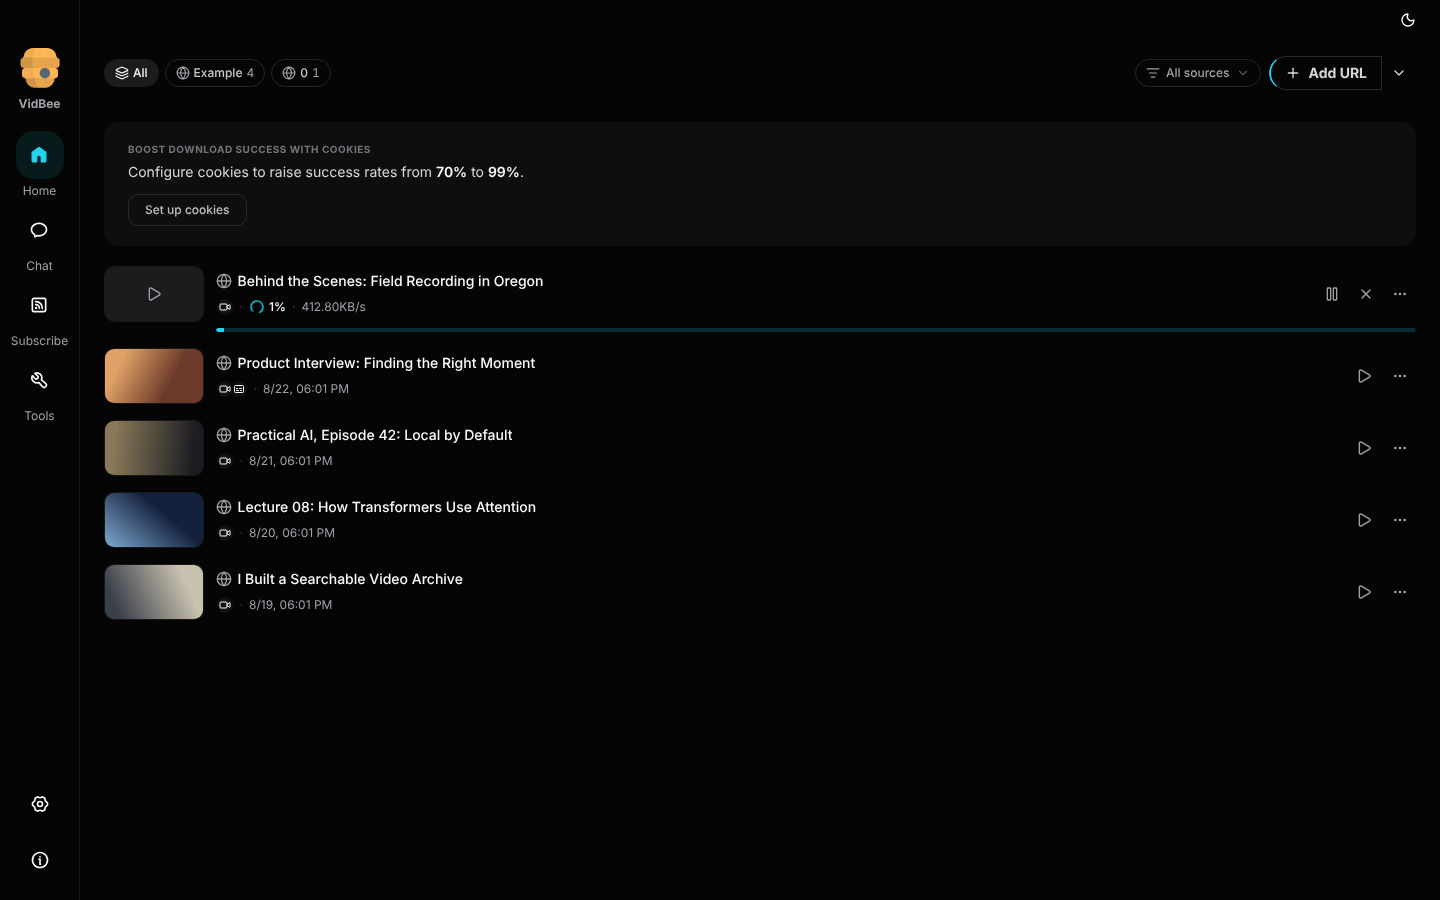 VidBee
Home
Chat
Subscribe
Tools
All
Example 4
0 1
All sources
Add URL
BOOST DOWNLOAD SUCCESS WITH COOKIES
Configure cookies to raise success rates from 70% to 99%.
Set up cookies
Behind the Scenes: Field Recording in Oregon
· 1% · 412.80KB/s
Product Interview: Finding the Right Moment
· 8/22, 06:01 PM
Practical AI, Episode 42: Local by Default
· 8/21, 06:01 PM
Lecture 08: How Transformers Use Attention
· 8/20, 06:01 PM
I Built a Searchable Video Archive
· 8/19, 06:01 PM